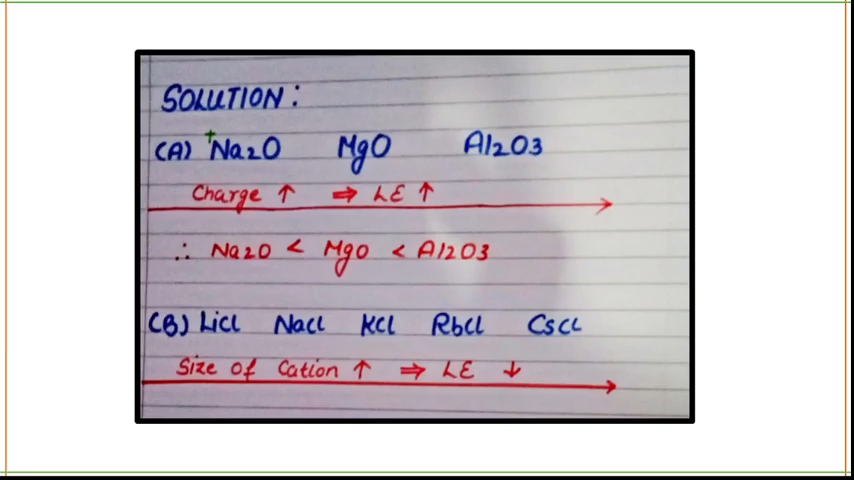 SOLUTION:
(A) +Na2O MgO Al2O3
Charge ↑ ⇒ LE ↑
∴ Na2O < MgO < Al2O3
(B) LiCl NaCl KCl RbCl CsCl
Size of Cation ↑ ⇒ LE ↓